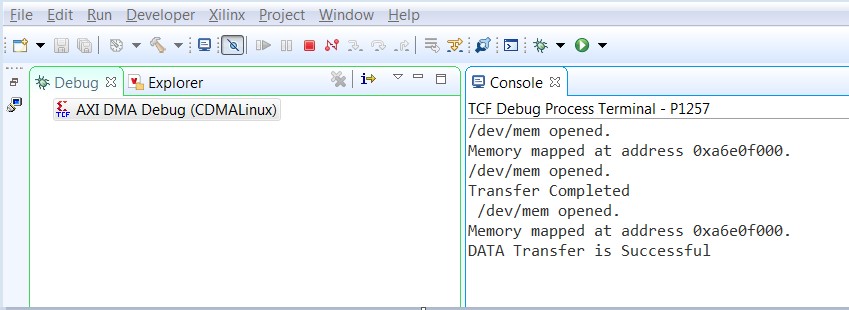 File Edit Run Developer Xilinx Project Window Help
Debug Explorer
TCF AXI DMA Debug (CDMALinux)
Console
TCF Debug Process Terminal - P1257
/dev/mem opened.
Memory mapped at address 0xa6e0f000.
/dev/mem opened.
Transfer Completed
/dev/mem opened.
Memory mapped at address 0xa6e0f000.
DATA Transfer is Successful